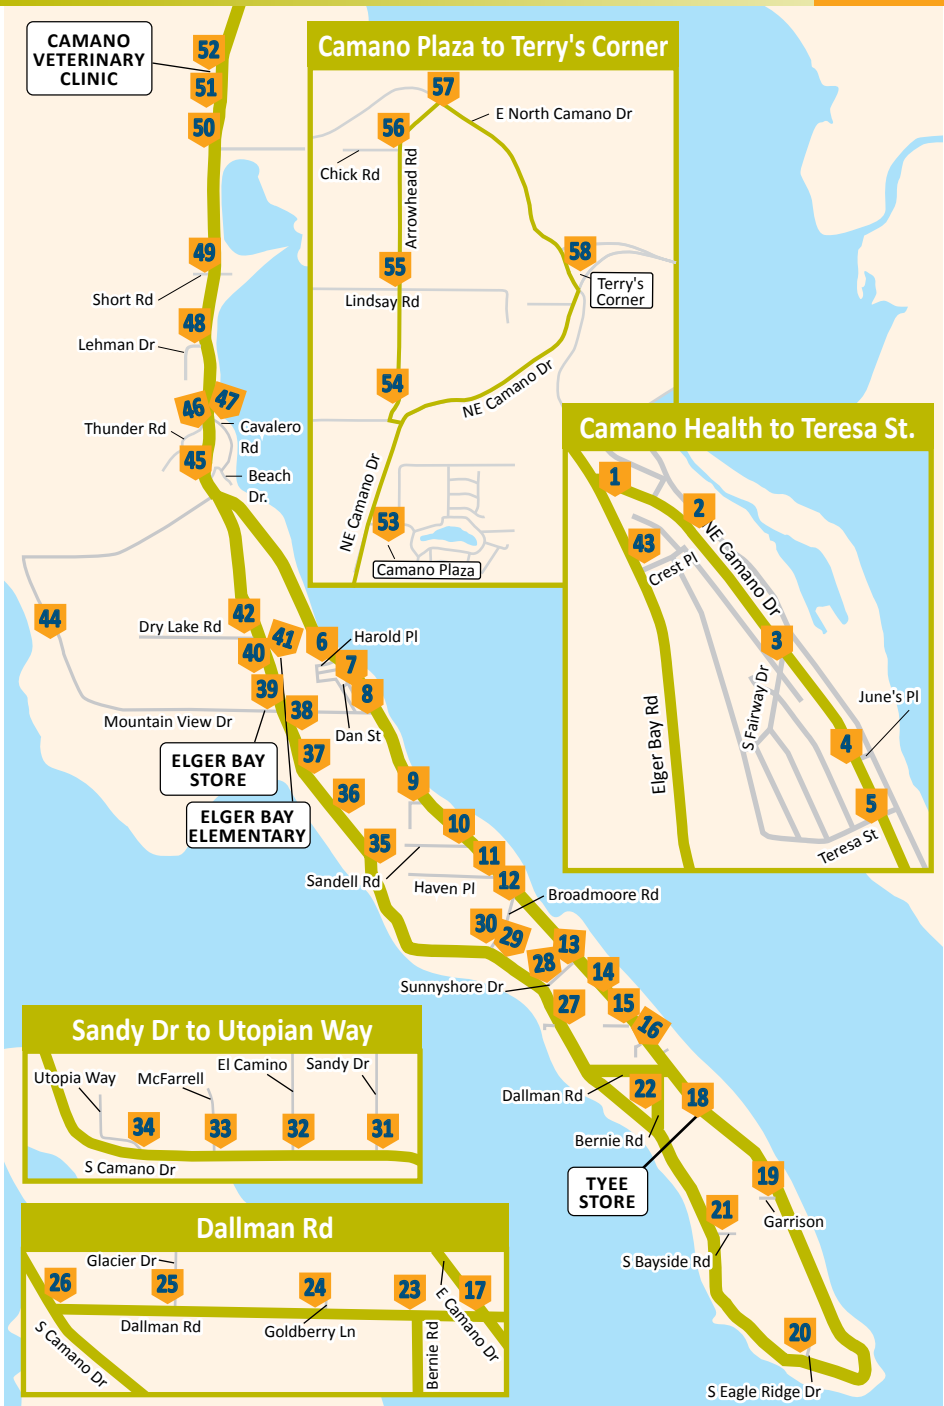 CAMANO
VETERINARY
CLINIC
52
51
50
49
Short Rd
48
Lehman Dr
46
47
Thunder Rd
Cavalero
Rd
45
Beach
Dr.
Camano Plaza to Terry's Corner
57
E North Camano Dr
56
Chick Rd
Arrowhead Rd
58
55
Terry's
Corner
Lindsay Rd
54
NE Camano Dr
NE Camano Dr
53
Camano Plaza
Camano Health to Teresa St.
1
2
NE Camano Dr
43
Crest Pl
3
S Fairway Dr
June's Pl
Elger Bay Rd
4
5
Teresa St
44
42
Dry Lake Rd
41
6
Harold Pl
40
7
39
8
38
Mountain View Dr
Dan St
37
ELGER BAY
STORE
36
9
ELGER BAY
ELEMENTARY
10
35
11
Sandell Rd
12
Haven Pl
Broadmoore Rd
30
29
13
28
14
Sunnyshore Dr
27
15
16
Dallman Rd
22
18
Bernie Rd
TYEE
STORE
19
21
Garrison
S Bayside Rd
20
S Eagle Ridge Dr
Sandy Dr to Utopian Way
El Camino
Sandy Dr
Utopia Way
McFarrell
34
33
32
31
S Camano Dr
Dallman Rd
Glacier Dr
26
25
24
23
17
S Camano Dr
Dallman Rd
Goldberry Ln
Bernie Rd
E Camano Dr